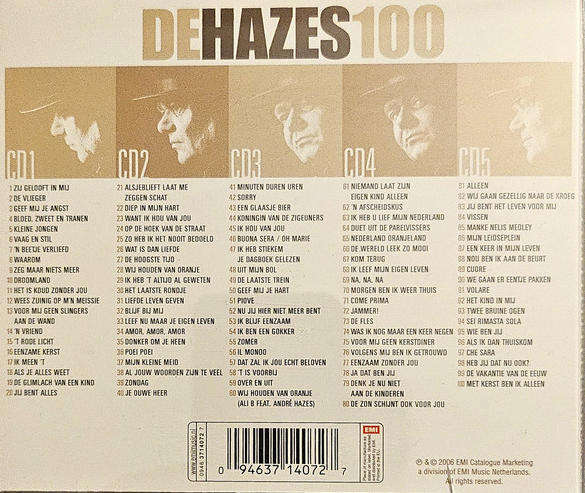 DEHAZES100
CD1
CD2
CD3
CD4
CD5
1 ZIJ GELOOFT IN MIJ
2 DE VLIEGER
3 GEEF MIJ JE ANGST
4 BLOED, ZWEET EN TRANEN
5 KLEINE JONGEN
6 VAAG EN STIL
7 'N BEETJE VERLIEFD
8 WAAROM
9 ZEG MAAR NIETS MEER
10 DROOMLAND
11 HET IS KOUD ZONDER JOU
12 WEES ZUINIG OP M'N MEISSIE
13 VOOR MIJ GEEN SLINGERS
AAN DE WAND
14 'N VRIEND
15 'T RODE LICHT
16 EENZAME KERST
17 IK MEEN 'T
18 ALS JE ALLES WEET
19 DE GLIMLACH VAN EEN KIND
20 JIJ BENT ALLES
21 ALSJEBLIEFT LAAT ME
ZEGGEN SCHAT
22 DIEP IN MIJN HART
23 WANT IK HOU VAN JOU
24 OP DE HOEK VAN DE STRAAT
25 ZO HEB IK HET NOOIT BEDOELD
26 WAT IS DAN LIEFDE
27 DE HOOGSTE TIJD
28 WIJ HOUDEN VAN ORANJE
29 IK HEB 'T ALTIJD AL GEWETEN
30 HET LAATSTE RONDJE
31 LIEFDE LEVEN GEVEN
32 BLIJF BIJ MIJ
33 LEEF NU MAAR JE EIGEN LEVEN
34 AMOR, AMOR, AMOR
35 DONKER OM JE HEEN
36 POEI POEI
37 MIJN KLEINE MEID
38 AL JOUW WOORDEN ZIJN TE VEEL
39 ZONDAG
40 JE OUWE HEER
41 MINUTEN DUREN UREN
42 SORRY
43 EEN GLAASJE BIER
44 KONINGIN VAN DE ZIGEUNERS
45 IK HOU VAN JOU
46 BUONA SERA / OH MARIE
47 IK HEB STIEKEM
JE DAGBOEK GELEZEN
48 UIT MIJN BOL
49 DE LAATSTE TREIN
50 GEEF MIJ JE HART
51 PIOVE
52 NU JIJ HIER NIET MEER BENT
53 IK BLIJF EENZAAM
54 IK BEN EEN GOKKER
55 ZOMER
56 IL MONDO
57 DAT ZAL IK JOU ECHT BELOVEN
58 'T IS VOORBIJ
59 OVER EN UIT
60 WIJ HOUDEN VAN ORANJE
(ALI B FEAT. ANDRÉ HAZES)
61 NIEMAND LAAT ZIJN
EIGEN KIND ALLEEN
62 'N AFSCHEIDSKUS
63 IK HEB U LIEF MIJN NEDERLAND
64 DUET UIT DE PARELVISSERS
65 NEDERLAND ORANJELAND
66 DE WERELD LEEK ZO MOOI
67 KOM TERUG
68 IK LEEF MIJN EIGEN LEVEN
69 NA, NA, NA
70 MORGEN BEN IK WEER THUIS
71 COME PRIMA
72 JAMMER!
73 DE FLES
74 WAS IK NOG MAAR EEN KEER NEGEN
75 VOOR MIJ GEEN KERSTDINER
76 VOLGENS MIJ BEN IK GETROUWD
77 EENZAAM ZONDER JOU
78 JA DAT BEN JIJ
79 DENK JE NU NIET
AAN DE KINDEREN
80 DE ZON SCHIJNT OOK VOOR JOU
81 ALLEEN
82 WIJ GAAN GEZELLIG NAAR DE KROEG
83 JIJ BENT HET LEVEN VOOR MIJ
84 VISSEN
85 MANKE NELIS MEDLEY
86 MIJN LEIDSEPLEIN
87 EEN KEER IN MIJN LEVEN
88 NOU BEN IK AAN DE BEURT
89 CUORE
90 WE GAAN ER EENTJE PAKKEN
91 VOLARE
92 HET KIND IN MIJ
93 TWEE BRUINE OGEN
94 SEI RIMASTA SOLA
95 WIE BEN JIJ
96 ALS IK DAN THUISKOM
97 CHE SARA
98 HEB JIJ DAT NU OOK?
99 DE VAKANTIE VAN DE EEUW
100 MET KERST BEN IK ALLEEN
www.emimusic.nl
0946 3714072 7
0 94637 14072 7
EMI
℗ & © 2006 EMI Catalogue Marketing
a division of EMI Music Netherlands.
All rights reserved.